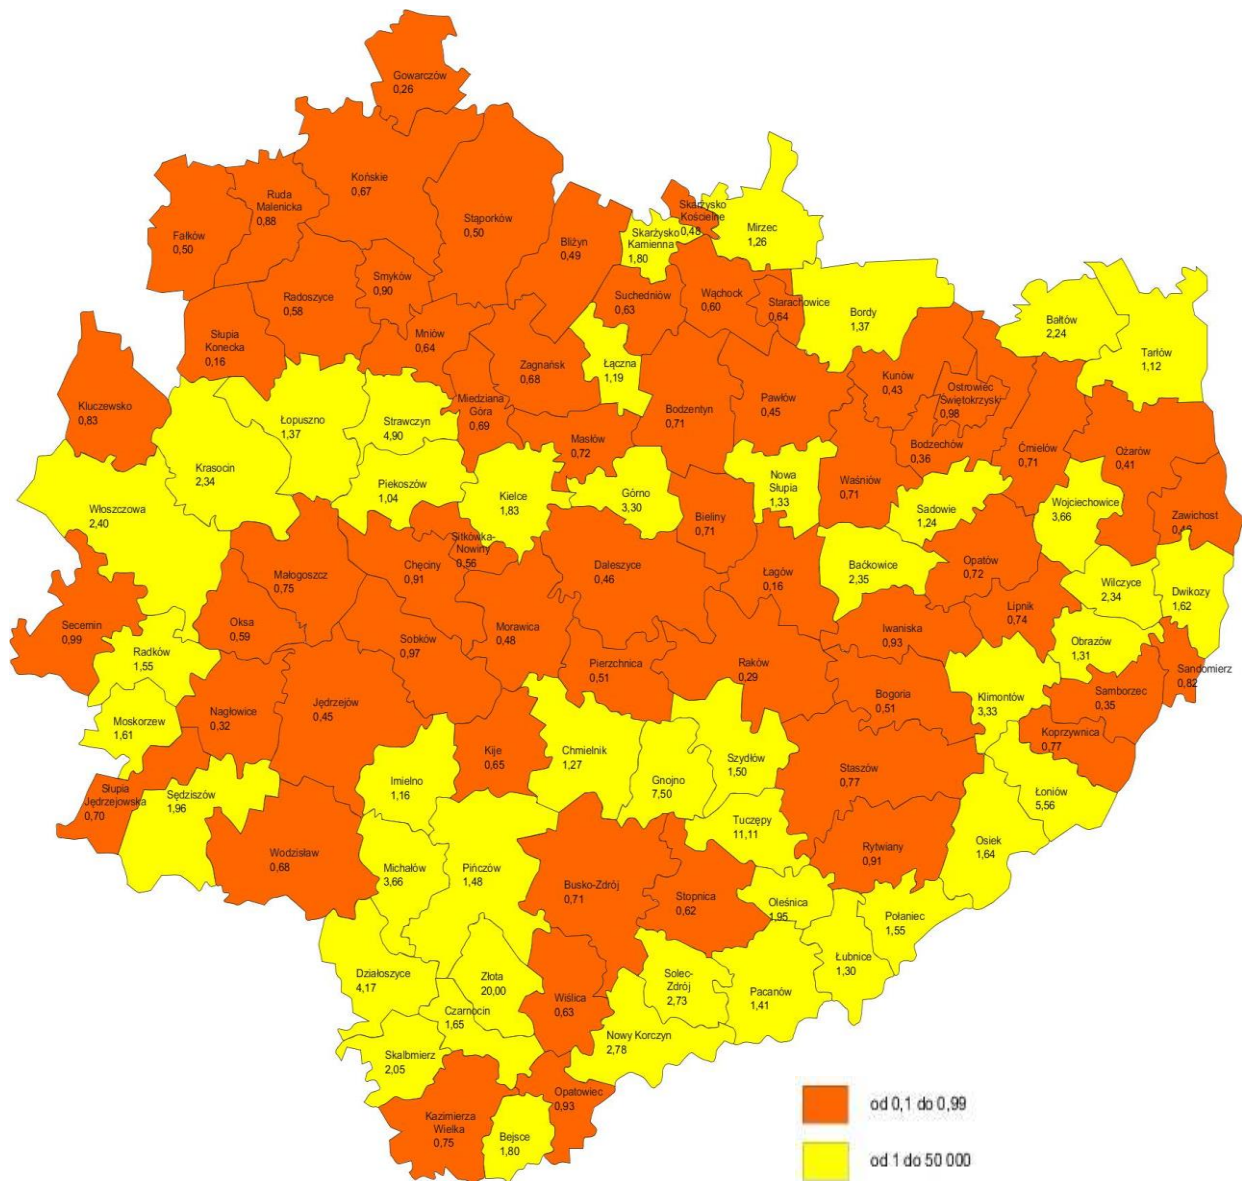 Gowarczów
0,26
Końskie
0,67
Ruda
Malenicka
0,88
Fałków
0,50
Stąporków
0,50
Bliżyn
0,49
Skarżysko
Kościelne
0,48
Skarżysko
Kamienna
1,80
Mirzec
1,26
Smyków
0,90
Radoszyce
0,58
Słupia
Konecka
0,16
Mniów
0,64
Suchedniów
0,63
Wąchock
0,60
Starachowice
0,64
Bordy
1,37
Bałtów
2,24
Tarłów
1,12
Kluczewsko
0,83
Łopuszno
1,37
Strawczyn
4,90
Miedziana
Góra
0,69
Zagnańsk
0,68
Łączna
1,19
Bodzentyn
0,71
Pawłów
0,45
Kunów
0,43
Ostrowiec
Świętokrzyski
0,98
Bodzechów
0,36
Ćmielów
0,71
Ożarów
0,41
Krasocin
2,34
Masłów
0,72
Włoszczowa
2,40
Piekoszów
1,04
Kielce
1,83
Górno
3,30
Nowa
Słupia
1,33
Waśniów
0,71
Sadowie
1,24
Wojciechowice
3,66
Zawichost
Bieliny
0,71
Sitkówka-
Nowiny
0,56
Małogoszcz
0,75
Chęciny
0,91
Daleszyce
0,46
Łagów
0,16
Baćkowice
2,35
Opatów
0,72
Wilczyce
2,34
Dwikozy
1,62
Secemin
0,99
Oksa
0,59
Radków
1,55
Sobków
0,97
Morawica
0,48
Iwaniska
0,93
Lipnik
0,74
Obrazów
1,31
Sandomierz
0,82
Pierzchnica
0,51
Raków
0,29
Bogoria
0,51
Klimontów
3,33
Samborzec
0,35
Moskorzew
1,61
Nagłowice
0,32
Jędrzejów
0,45
Koprzywnica
0,77
Kije
0,65
Chmielnik
1,27
Gnojno
7,50
Szydłów
1,50
Staszów
0,77
Łoniów
5,56
Słupia
Jędrzejowska
0,70
Sędziszów
1,96
Imielno
1,16
Tuczępy
11,11
Osiek
1,64
Wodzisław
0,68
Michałów
3,66
Pińczów
1,48
Rytwiany
0,91
Busko-Zdrój
0,71
Stopnica
0,62
Oleśnica
1,95
Połaniec
1,55
Działoszyce
4,17
Złota
20,00
Wiślica
0,63
Solec-
Zdrój
2,73
Pacanów
1,41
Łubnice
1,30
Czarnocin
1,65
Nowy Korczyn
2,78
Skalbmierz
2,05
Opatowiec
0,93
Kazimierza
Wielka
0,75
Bejsce
1,80
od 0,1 do 0,99
od 1 do 50 000